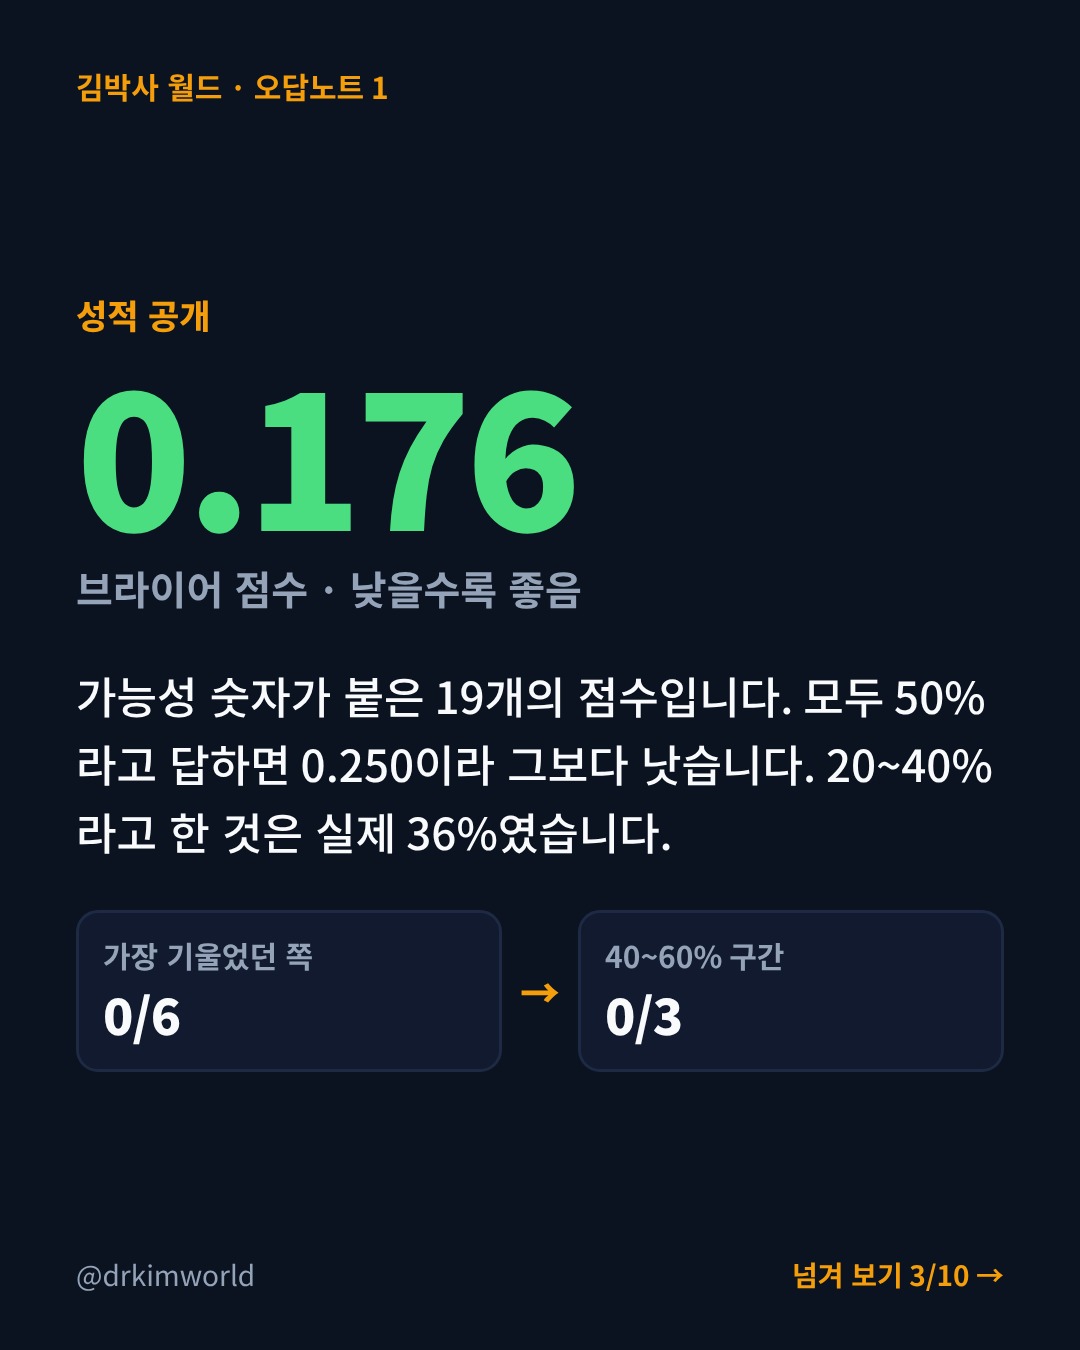 김박사 월드 · 오답노트 1
성적 공개
0.176
브라이어 점수 · 낮을수록 좋음
가능성 숫자가 붙은 19개의 점수입니다. 모두 50%
라고 답하면 0.250이라 그보다 낫습니다. 20~40%
라고 한 것은 실제 36%였습니다.
가장 기울었던 쪽
0/6
→
40~60% 구간
0/3
@drkimworld
넘겨 보기 3/10 →